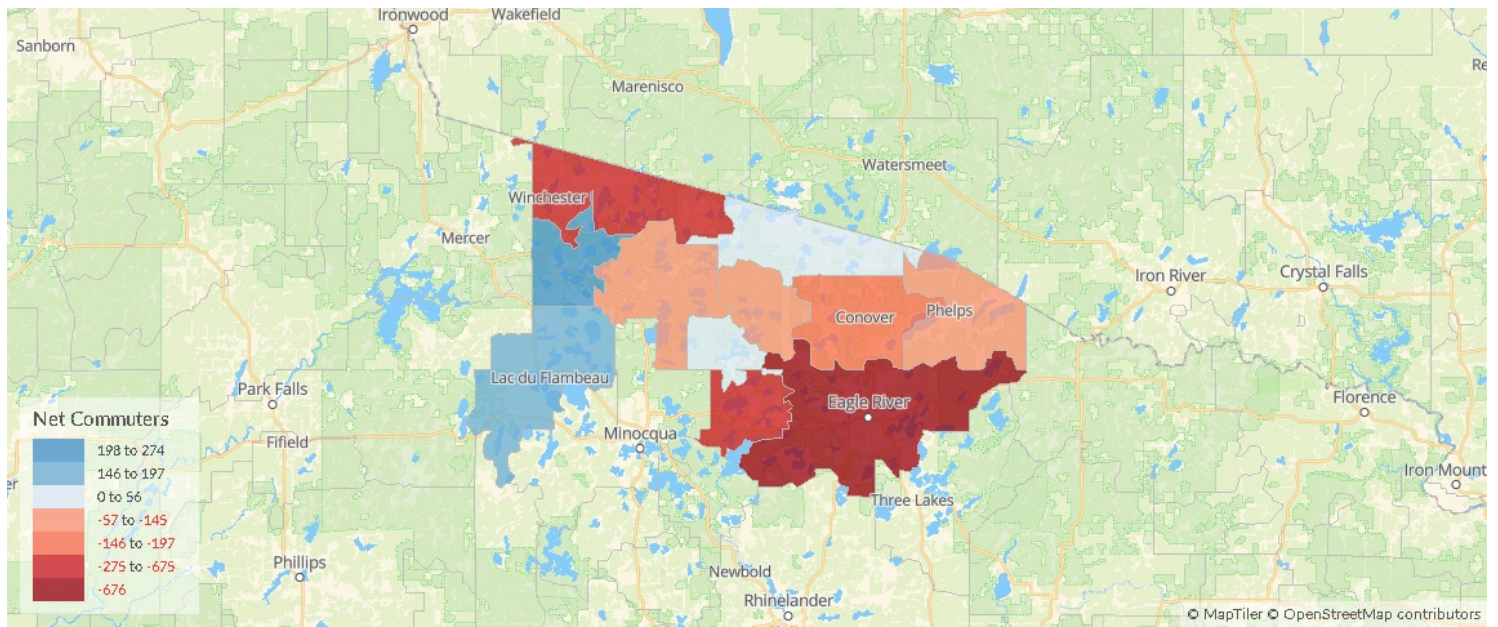 Ironwood
Wakefield
Sanborn
Marenisco
Watersmeet
Winchester
Mercer
Iron River
Crystal Falls
Conover
Phelps
Lac du Flambeau
Park Falls
Eagle River
Florence
Minocqua
Fifield
Iron Mount
Three Lakes
Phillips
Newbold
Rhinelander
Net Commuters
198 to 274
146 to 197
0 to 56
-57 to -145
-146 to -197
-275 to -675
-676
© MapTiler © OpenStreetMap contributors